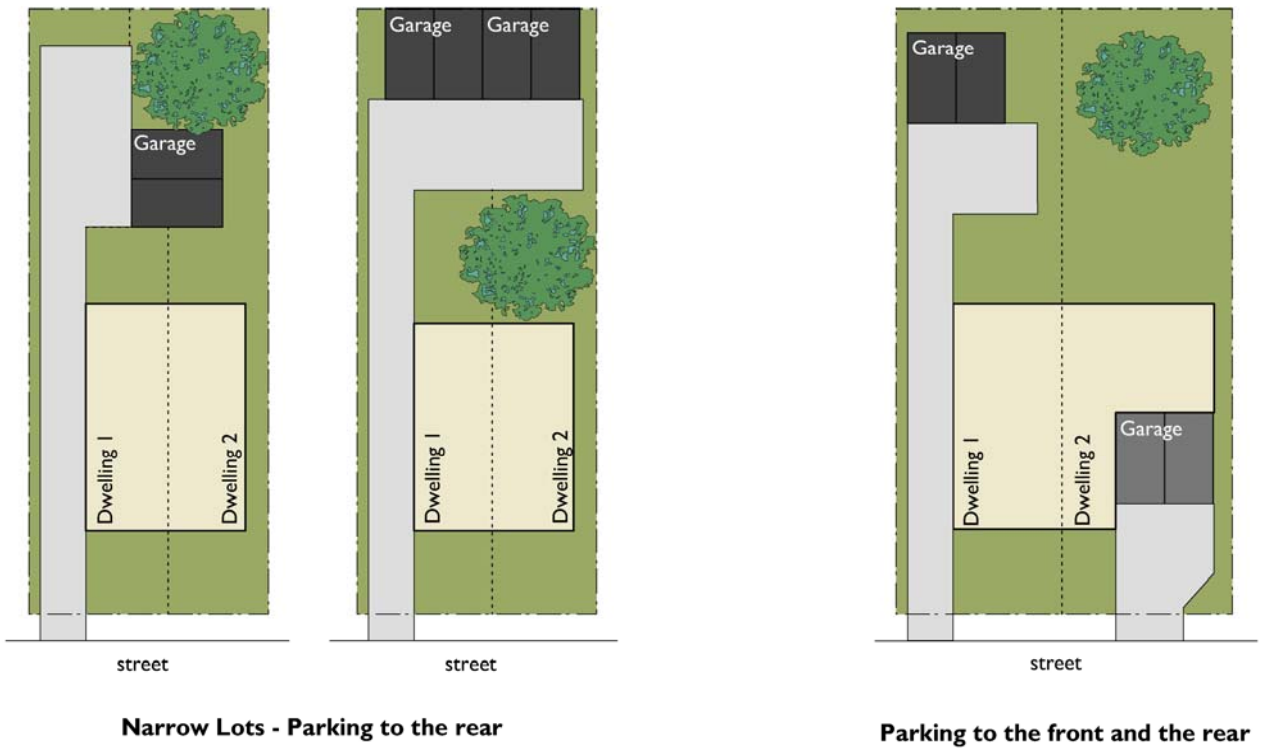 Garage
Dwelling 1
Dwelling 2
street
Garage
Garage
Dwelling 1
Dwelling 2
street
Narrow Lots - Parking to the rear
Garage
Garage
Dwelling 1
Dwelling 2
street
Parking to the front and the rear